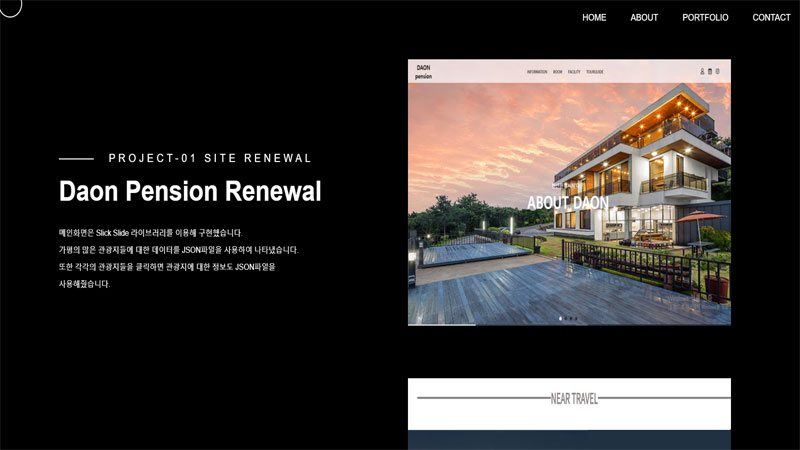 HOME ABOUT PORTFOLIO CONTACT
PROJECT-01 SITE RENEWAL
Daon Pension Renewal
메인화면은 Slick Slide 라이브러리를 이용해 구현했습니다.
가평의 많은 관광지들에 대한 데이터를 JSON파일을 사용하여 나타냈습니다.
또한 각각의 관광지들을 클릭하면 관광지에 대한 정보도 JSON파일을
사용해줬습니다.
DAON
pension
INFORMATION ROOM FACILITY TOURGUIDE
ABOUT DAON
NEAR TRAVEL